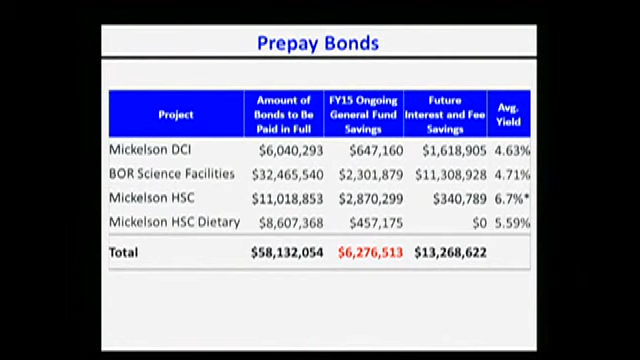 Prepay Bonds
Project | Amount of Bonds to Be Paid in Full | FY15 Ongoing General Fund Savings | Future Interest and Fee Savings | Avg. Yield
Mickelson DCI $6,040,293 $647,160 $1,618,905 4.63%
BOR Science Facilities $32,465,540 $2,301,879 $11,308,928 4.71%
Mickelson HSC $11,018,853 $2,870,299 $340,789 6.7%*
Mickelson HSC Dietary $8,607,368 $457,175 $0 5.59%
Total $58,132,054 $6,276,513 $13,268,622